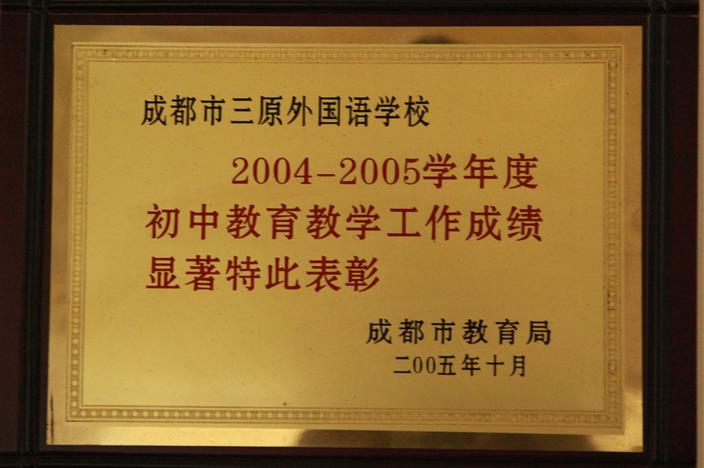 成都市三原外国语学校
2004-2005学年度
初中教育教学工作成绩
显著特此表彰
成都市教育局
二00五年十月